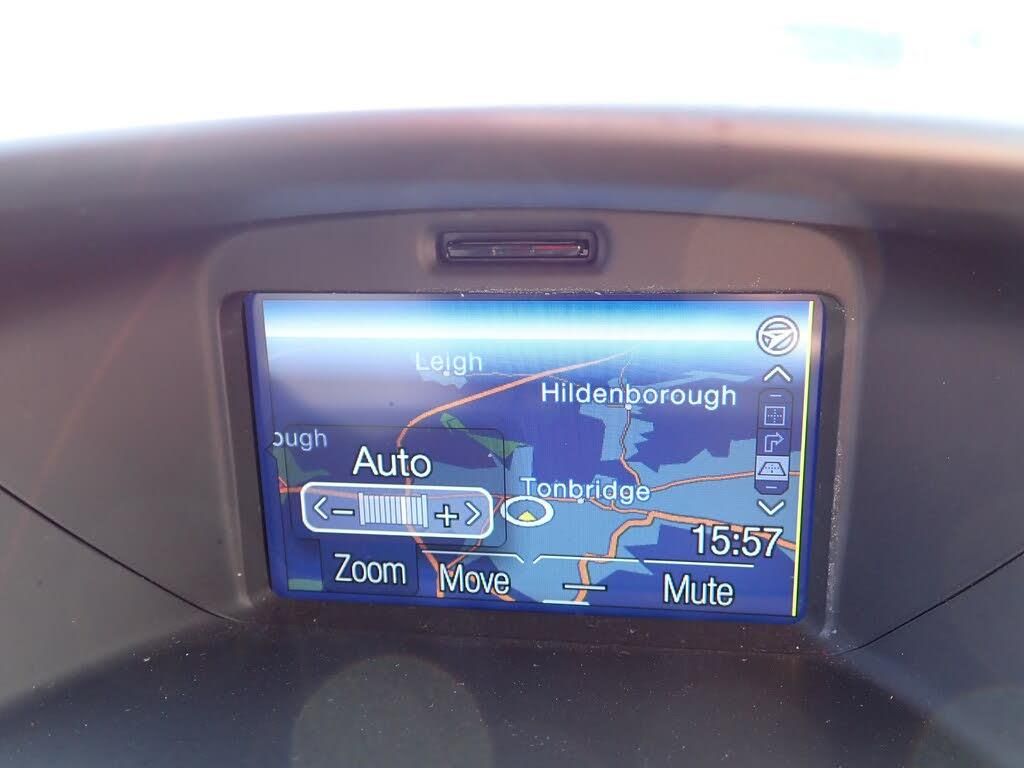 Leigh
Hildenborough
ough
Auto
Tonbridge
15:57
Zoom
Move
Mute